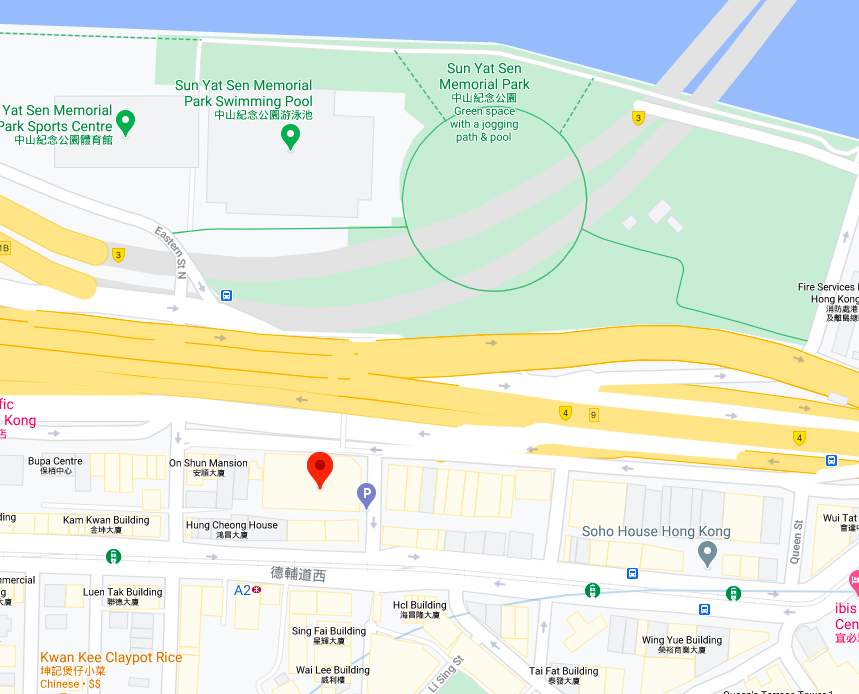 Sun Yat Sen
Memorial Park
中山紀念公園
Green space
with a jogging
path & pool
Sun Yat Sen Memorial
Park Swimming Pool
中山紀念公園游泳池
Yat Sen Memorial
Park Sports Centre
中山紀念公園體育館
3
Eastern St N
3
1B
Fire Services
Hong Kong
消防處港
及離島總
fic
Kong
店
4
9
4
Bupa Centre
保柏中心
On Shun Mansion
安順大廈
P
ding
Kam Kwan Building
金坤大廈
Hung Cheong House
鴻昌大廈
Soho House Hong Kong
Queen St
Wui Tat
會達中
德輔道西
mmercial
g
大廈
Luen Tak Building
聯德大廈
A2
Hcl Building
海昌隆大廈
ibis
Cen
宜必思
Sing Fai Building
星輝大廈
Wing Yue Building
榮裕商業大廈
Kwan Kee Claypot Rice
坤記煲仔小菜
Chinese · $$
Wai Lee Building
威利樓
Li Sing St
Tai Fat Building
泰發大廈
Queen's Terrace Tower 1